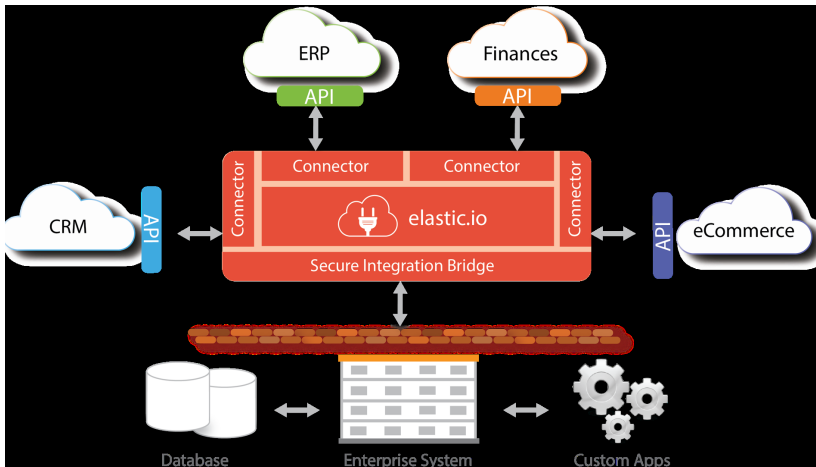 ERP
Finances
API
API
Connector
Connector
Connector
Connector
CRM
API
elastic.io
API
eCommerce
Secure Integration Bridge
Database
Enterprise System
Custom Apps